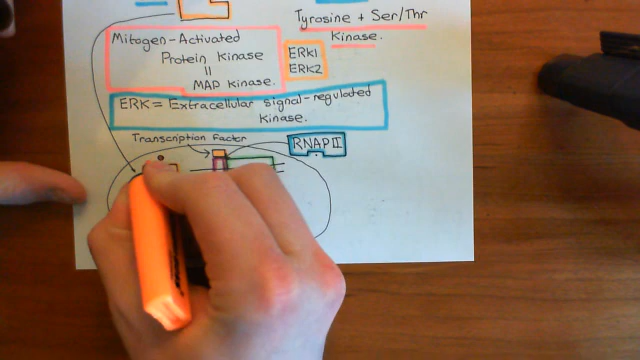 Tyrosine + Ser/Thr
Kinase.
Mitogen-Activated
Protein Kinase
=
MAP Kinase.
ERK1
ERK2
ERK = Extracellular signal-regulated
Kinase.
Transcription Factor
RNAP II